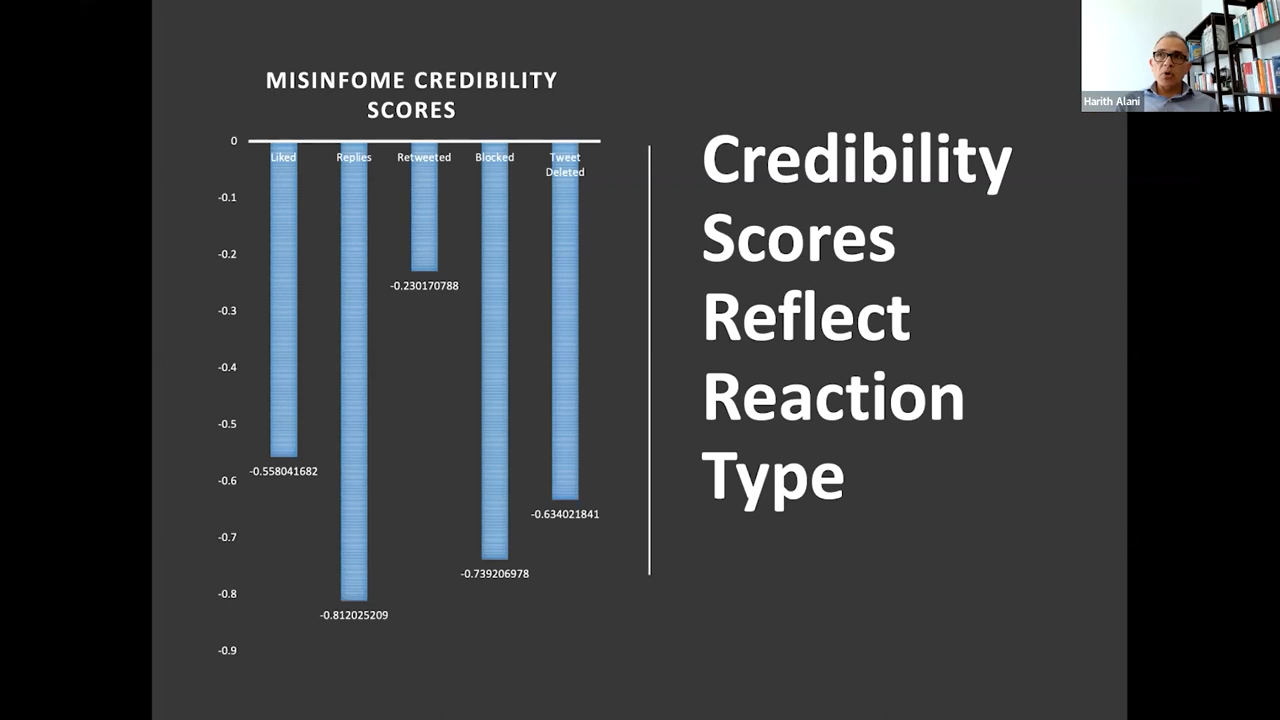 MISINFOME CREDIBILITY
SCORES
0
Liked
Replies
Retweeted
Blocked
Tweet
Deleted
-0.1
-0.2
-0.230170788
-0.3
-0.4
-0.5
-0.558041682
-0.6
-0.634021841
-0.7
-0.739206978
-0.8
-0.812025209
-0.9
Credibility
Scores
Reflect
Reaction
Type
Harith Alani